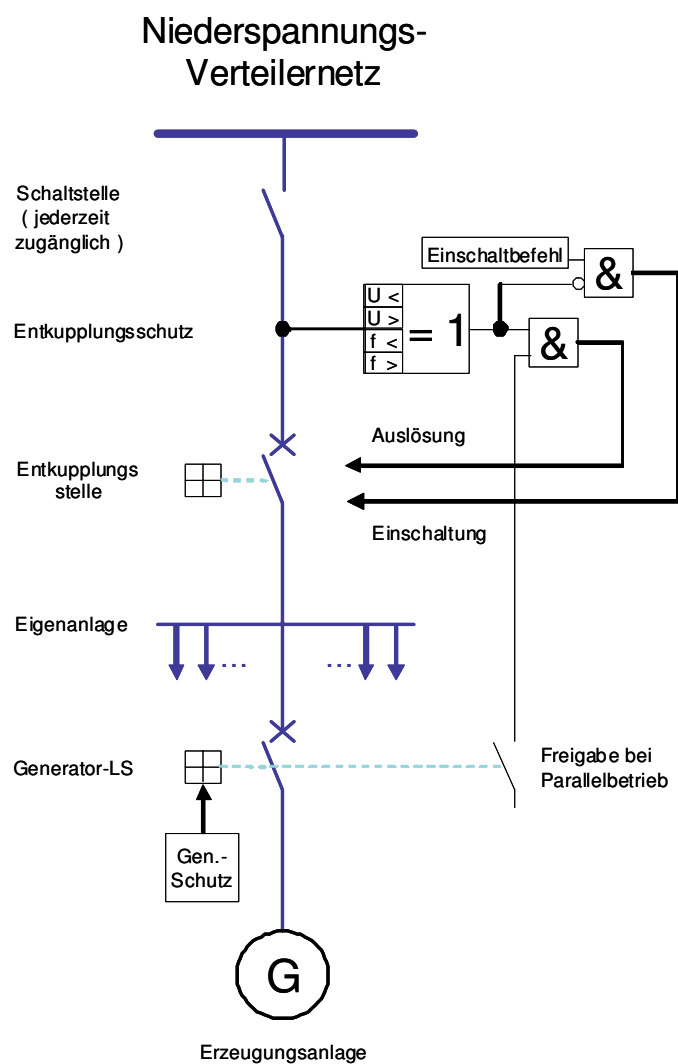 Niederspannungs-
Verteilernetz
Schaltstelle
( jederzeit
zugänglich )
Einschaltbefehl
&
U <
U >
f <
f >
= 1
&
Entkupplungsschutz
Auslösung
Entkupplungs
stelle
Einschaltung
Eigenanlage
...
...
Generator-LS
Freigabe bei
Parallelbetrieb
Gen.-
Schutz
G
Erzeugungsanlage